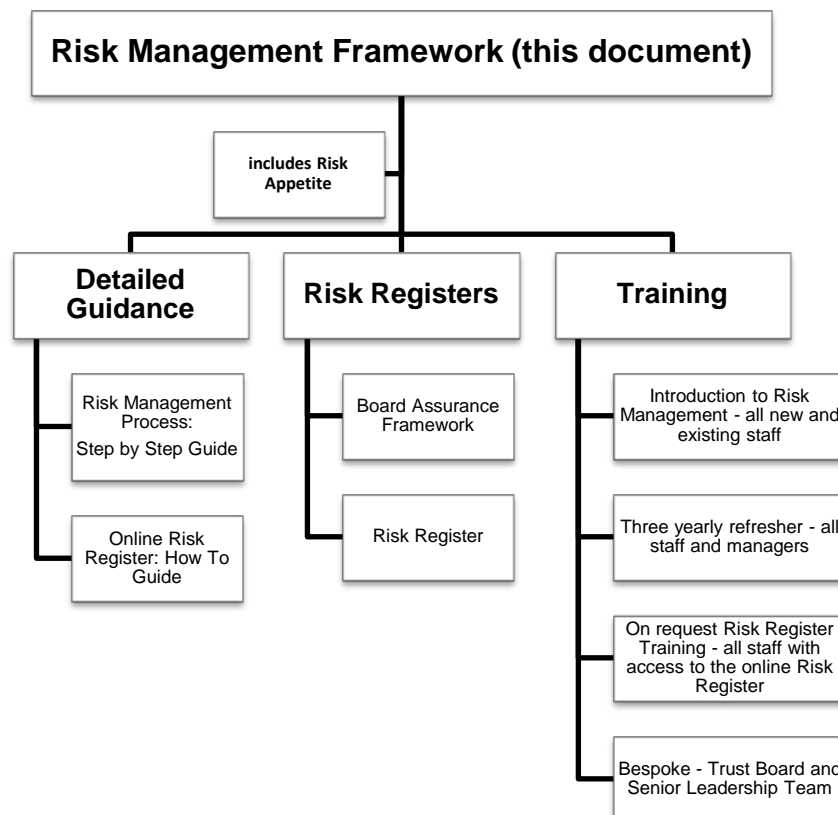 Risk Management Framework (this document)
includes Risk
Appetite
Detailed
Guidance
Risk Management
Process:
Step by Step Guide
Online Risk
Register: How To
Guide
Risk Registers
Board Assurance
Framework
Risk Register
Training
Introduction to Risk
Management - all new and
existing staff
Three yearly refresher - all
staff and managers
On request Risk Register
Training - all staff with
access to the online Risk
Register
Bespoke - Trust Board and
Senior Leadership Team